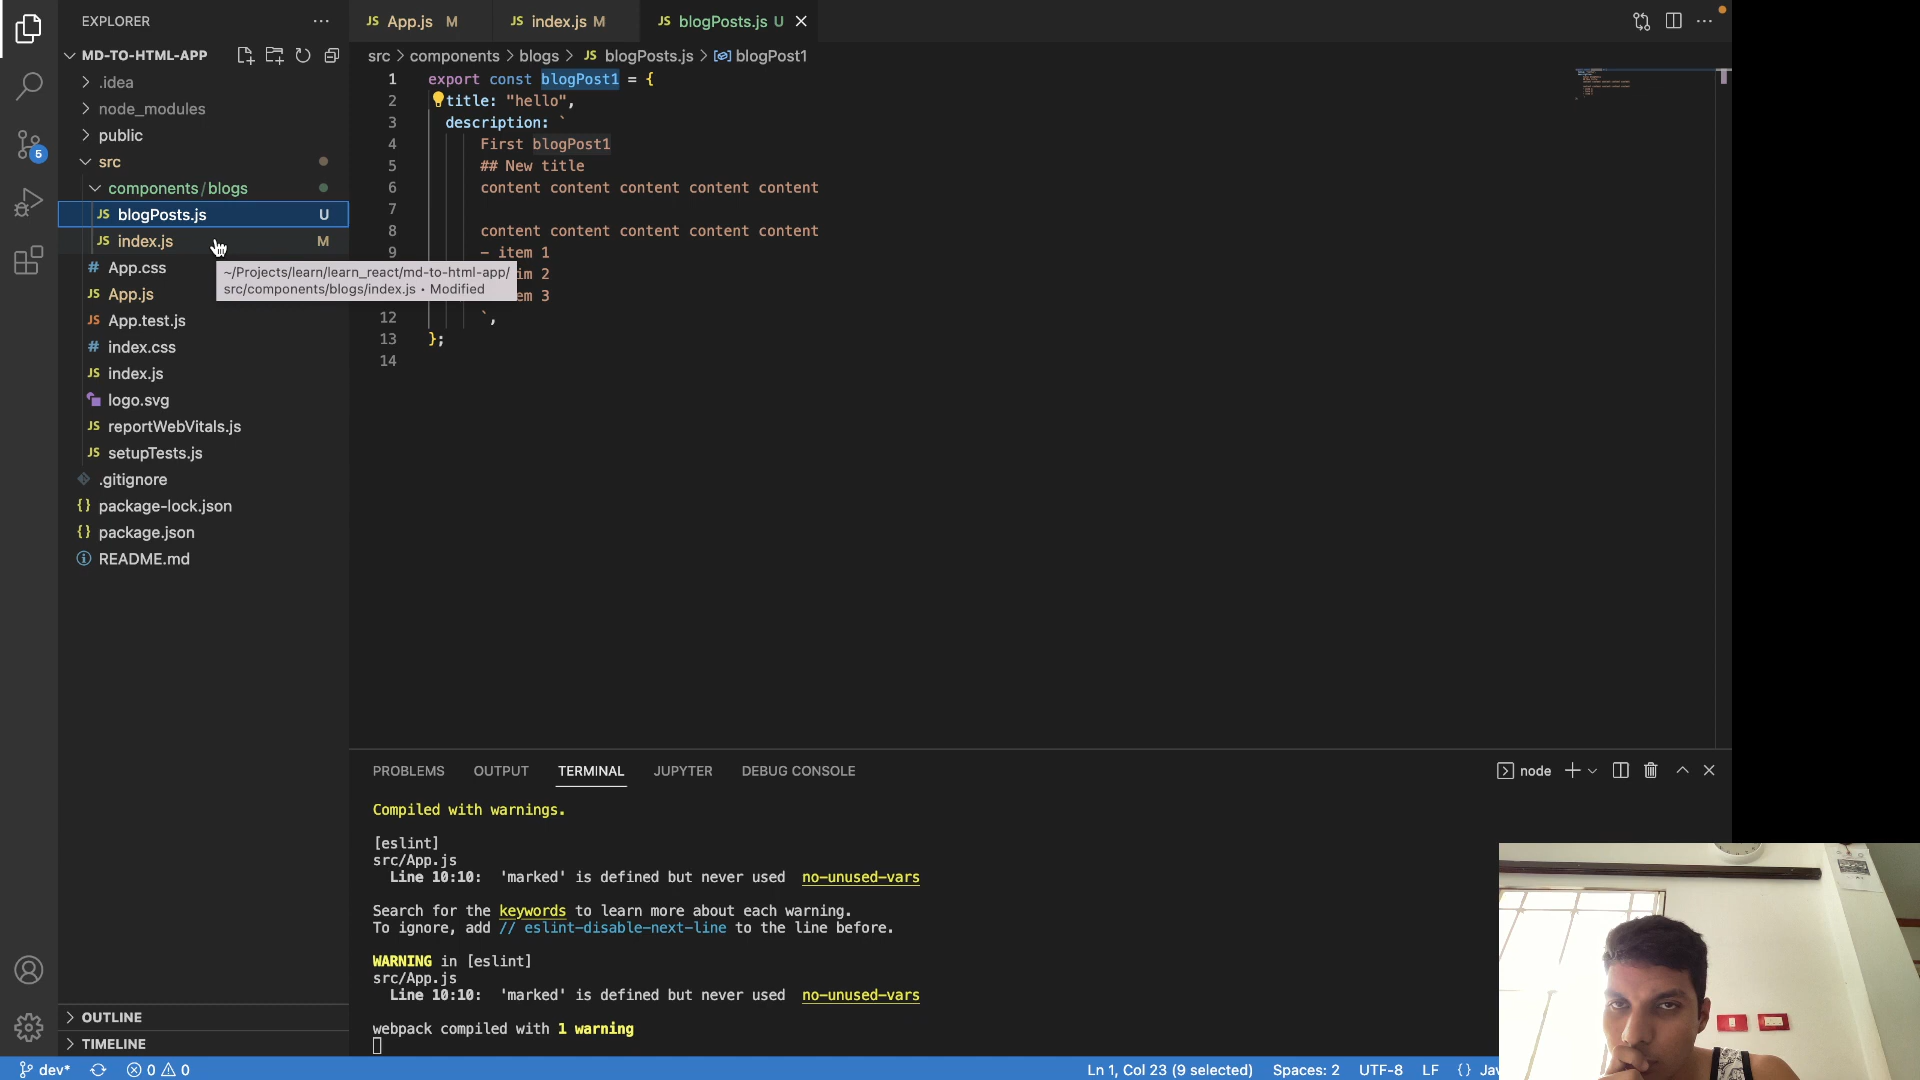 EXPLORER
MD-TO-HTML-APP
.idea
node_modules
public
src
components/blogs
JS blogPosts.js U
JS index.js M
# App.css
JS App.js
JS App.test.js
# index.css
JS index.js
logo.svg
JS reportWebVitals.js
JS setupTests.js
.gitignore
{} package-lock.json
{} package.json
README.md
OUTLINE
TIMELINE
5
~/Projects/learn/learn_react/md-to-html-app/
src/components/blogs/index.js • Modified
JS App.js M
JS index.js M
JS blogPosts.js U
src > components > blogs > JS blogPosts.js > blogPost1
1 export const blogPost1 = {
2 title: "hello",
3 description: `
4 First blogPost1
5 ## New title
6 content content content content content
7
8 content content content content content
9 - item 1
im 2
em 3
12 `,
13 };
14
PROBLEMS OUTPUT TERMINAL JUPYTER DEBUG CONSOLE
node
Compiled with warnings.
[eslint]
src/App.js
Line 10:10: 'marked' is defined but never used no-unused-vars
Search for the keywords to learn more about each warning.
To ignore, add // eslint-disable-next-line to the line before.
WARNING in [eslint]
src/App.js
Line 10:10: 'marked' is defined but never used no-unused-vars
webpack compiled with 1 warning
dev* 0 0
Ln 1, Col 23 (9 selected) Spaces: 2 UTF-8 LF {} Jav